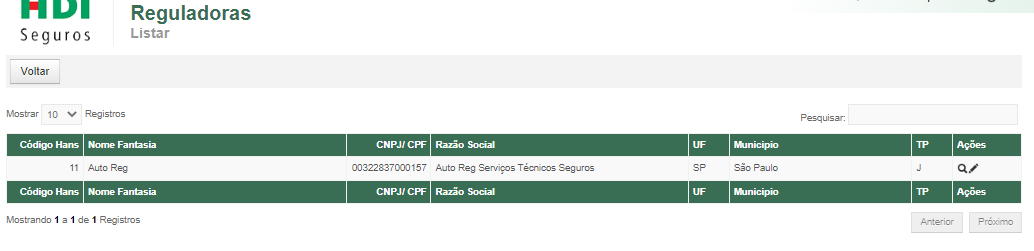 HDI
Seguros
Reguladoras
Listar
Voltar
Mostrar 10 Registros
Pesquisar:
Código Hans Nome Fantasia CNPJ/ CPF Razão Social UF Municipio TP Ações
11 Auto Reg 00322837000157 Auto Reg Serviços Técnicos Seguros SP São Paulo J
Código Hans Nome Fantasia CNPJ/ CPF Razão Social UF Municipio TP Ações
Mostrando 1 a 1 de 1 Registros
Anterior Próximo